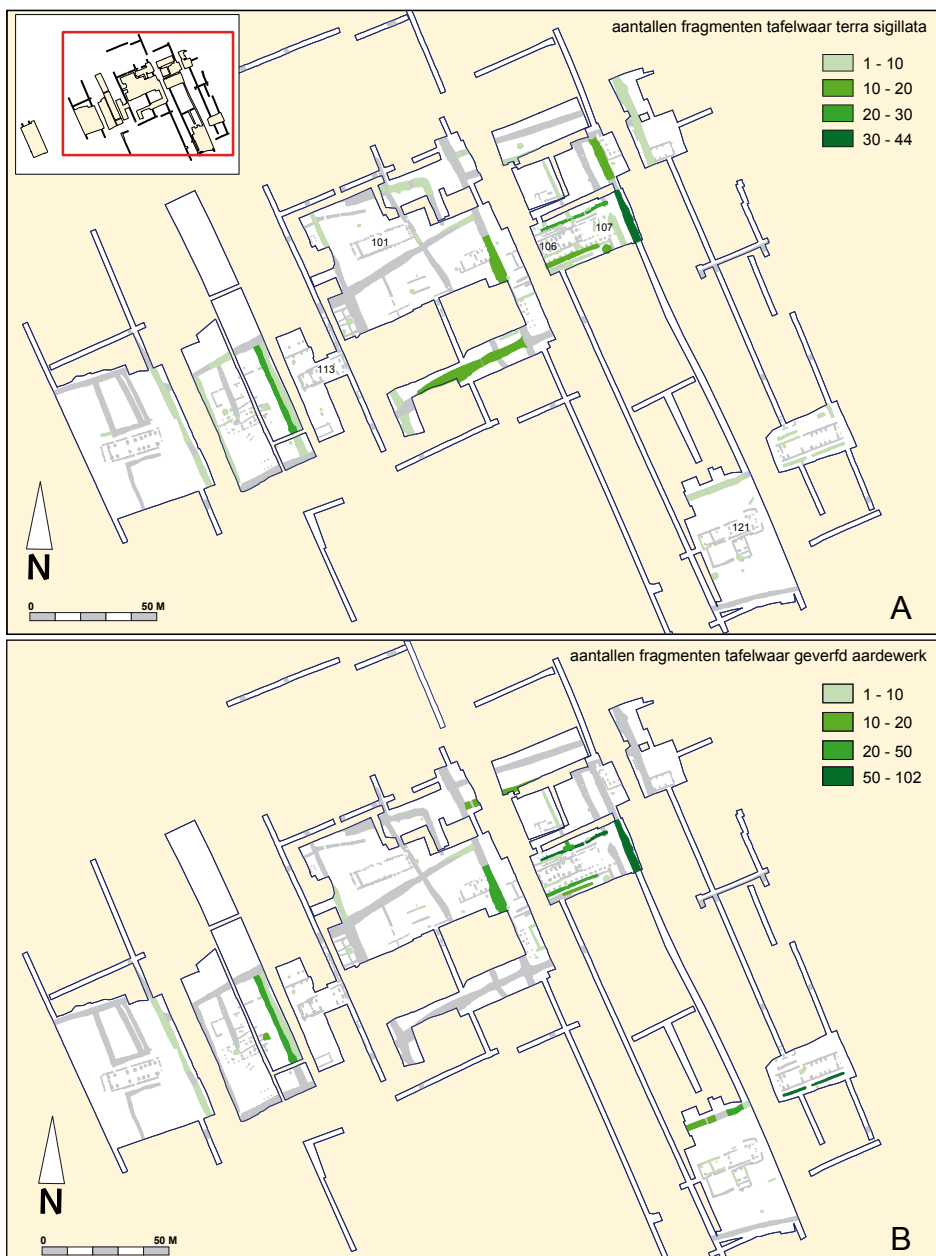 aantallen fragmenten tafelwaar terra sigillata
1 - 10
10 - 20
20 - 30
30 - 44
101
106
107
113
121
N
0 50 M
A
aantallen fragmenten tafelwaar geverfd aardewerk
1 - 10
10 - 20
20 - 50
50 - 102
N
0 50 M
B